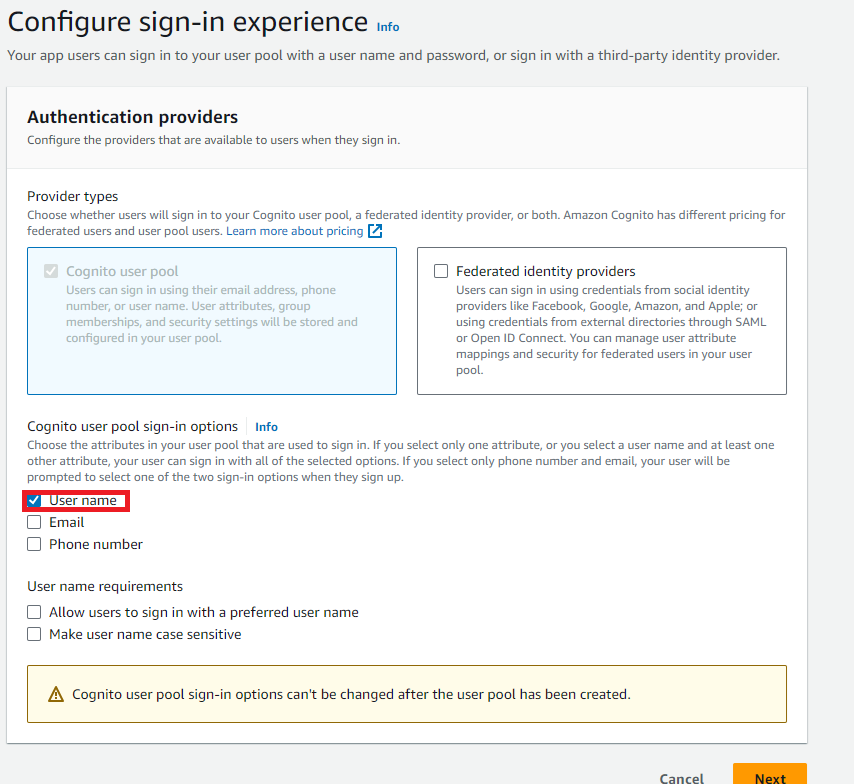 Configure sign-in experience Info
Your app users can sign in to your user pool with a user name and password, or sign in with a third-party identity provider.
Authentication providers
Configure the providers that are available to users when they sign in.
Provider types
Choose whether users will sign in to your Cognito user pool, a federated identity provider, or both. Amazon Cognito has different pricing for
federated users and user pool users. Learn more about pricing
Cognito user pool
Users can sign in using their email address, phone
number, or user name. User attributes, group
memberships, and security settings will be stored and
configured in your user pool.
Federated identity providers
Users can sign in using credentials from social identity
providers like Facebook, Google, Amazon, and Apple; or
using credentials from external directories through SAML
or Open ID Connect. You can manage user attribute
mappings and security for federated users in your user
pool.
Cognito user pool sign-in options Info
Choose the attributes in your user pool that are used to sign in. If you select only one attribute, or you select a user name and at least one
other attribute, your user can sign in with all of the selected options. If you select only phone number and email, your user will be
prompted to select one of the two sign-in options when they sign up.
User name
Email
Phone number
User name requirements
Allow users to sign in with a preferred user name
Make user name case sensitive
Cognito user pool sign-in options can't be changed after the user pool has been created.
Cancel Next